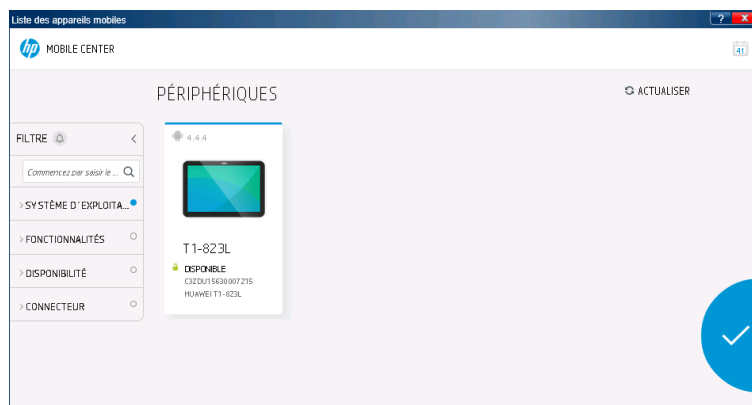 Liste des appareils mobiles
?
X
hp
MOBILE CENTER
41
PÉRIPHÉRIQUES
ACTUALISER
FILTRE
Commencez par saisir le ...
SYSTÈME D'EXPLOITA...
FONCTIONNALITÉS
DISPONIBILITÉ
CONNECTEUR
4.4.4
T1-823L
DISPONIBLE
C3ZDU15630007215
HUAWEI T1-823L